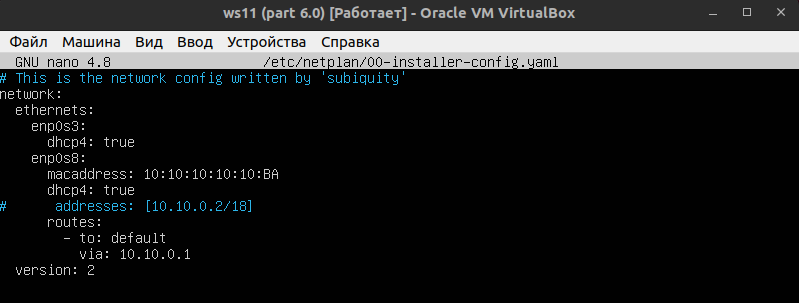 ws11 (part 6.0) [Работает] - Oracle VM VirtualBox
Файл Машина Вид Ввод Устройства Справка
GNU nano 4.8 /etc/netplan/00-installer-config.yaml
# This is the network config written by 'subiquity'
network:
  ethernets:
    enp0s3:
      dhcp4: true
    enp0s8:
      macaddress: 10:10:10:10:10:BA
      dhcp4: true
#      addresses: [10.10.0.2/18]
      routes:
        - to: default
          via: 10.10.0.1
  version: 2